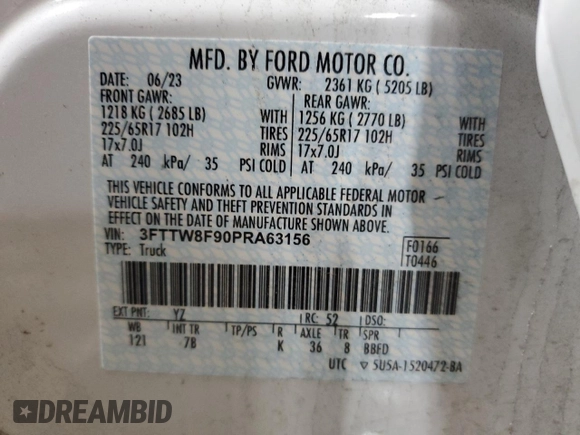 MFD. BY FORD MOTOR CO.
DATE: 06/23 GVWR: 2361 KG ( 5205 LB)
FRONT GAWR: REAR GAWR:
1218 KG ( 2685 LB) WITH 1256 KG ( 2770 LB) WITH
225/65R17 102H TIRES 225/65R17 102H TIRES
17x7.0J RIMS 17x7.0J RIMS
AT 240 kPa/ 35 PSI COLD AT 240 kPa/ 35 PSI COLD
THIS VEHICLE CONFORMS TO ALL APPLICABLE FEDERAL MOTOR
VEHICLE SAFETY AND THEFT PREVENTION STANDARDS IN
EFFECT ON THE DATE OF MANUFACTURE SHOWN ABOVE.
VIN: 3FTTW8F90PRA63156 F0166
TYPE: Truck T0446
EXT PNT: YZ RC: 52 DSO:
WB INT TR TP/PS R AXLE TR SPR
121 7B K 36 8 BBED
UTC ▽ 5U5A-1520472-BA
DREAMBID